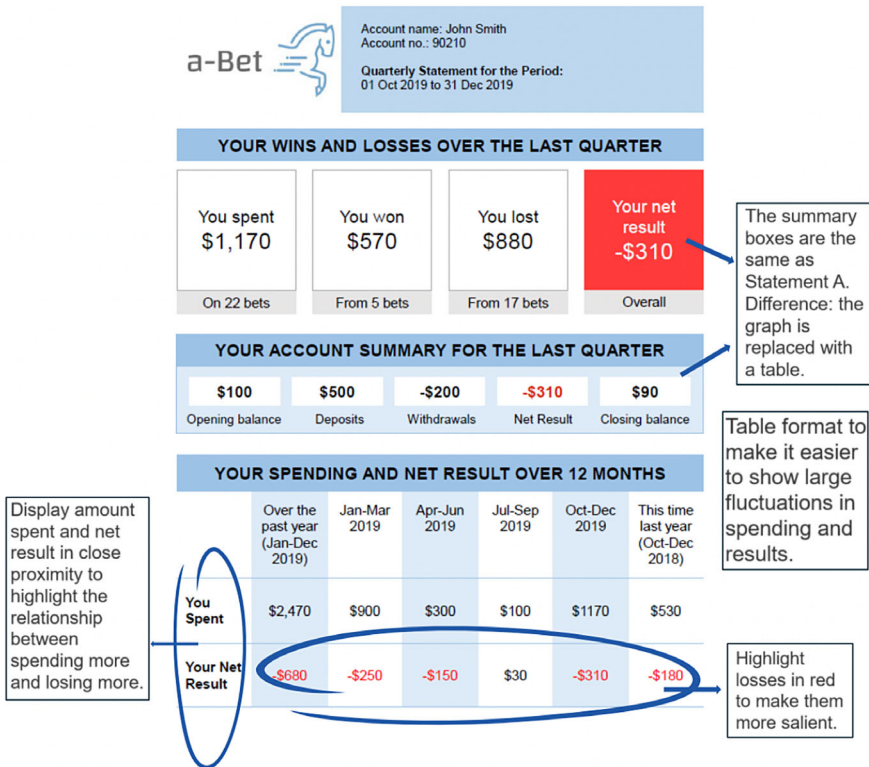 a-Bet
Account name: John Smith
Account no.: 90210
Quarterly Statement for the Period:
01 Oct 2019 to 31 Dec 2019
YOUR WINS AND LOSSES OVER THE LAST QUARTER
You spent
$1,170
On 22 bets
You won
$570
From 5 bets
You lost
$880
From 17 bets
Your net
result
-$310
Overall
The summary
boxes are the
same as
Statement A.
Difference: the
graph is
replaced with
a table.
YOUR ACCOUNT SUMMARY FOR THE LAST QUARTER
$100 $500 -$200 -$310 $90
Opening balance Deposits Withdrawals Net Result Closing balance
Table format to
make it easier
to show large
fluctuations in
spending and
results.
YOUR SPENDING AND NET RESULT OVER 12 MONTHS
Over the
past year
(Jan-Dec
2019)
Jan-Mar
2019
Apr-Jun
2019
Jul-Sep
2019
Oct-Dec
2019
This time
last year
(Oct-Dec
2018)
You
Spent
$2,470 $900 $300 $100 $1170 $530
Your Net
Result
-$680 -$250 -$150 $30 -$310 -$180
Display amount
spent and net
result in close
proximity to
highlight the
relationship
between
spending more
and losing more.
Highlight
losses in red
to make them
more salient.